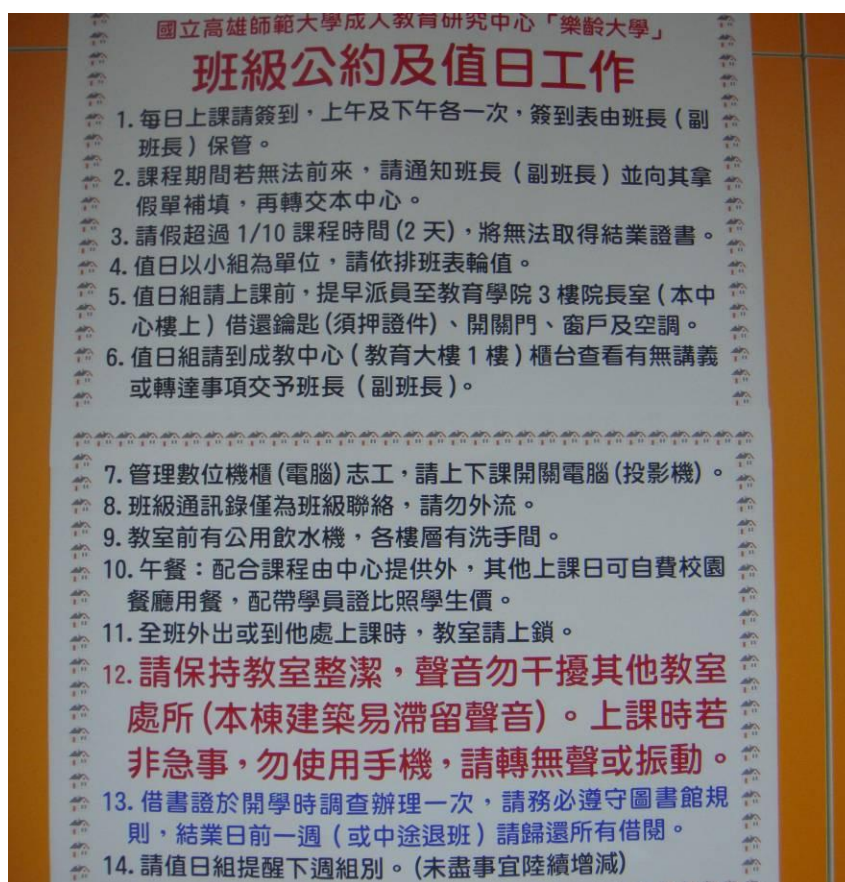 國立高雄師範大學成人教育研究中心「樂齡大學」
班級公約及值日工作
1. 每日上課請簽到，上午及下午各一次，簽到表由班長(副
班長)保管。
2. 課程期間若無法前來，請通知班長(副班長)並向其拿
假單補填，再轉交本中心。
3. 請假超過1/10課程時間(2天)，將無法取得結業證書。
4. 值日以小組為單位，請依排班表輪值。
5. 值日組請上課前，提早派員至教育學院3樓院長室(本中
心樓上)借還鑰匙(須押證件)、開關門、窗戶及空調。
6. 值日組請到成教中心(教育大樓1樓)櫃台查看有無講義
或轉達事項交予班長(副班長)。
7. 管理數位機櫃(電腦)志工，請上下課開關電腦(投影機)。
8. 班級通訊錄僅為班級聯絡，請勿外流。
9. 教室前有公用飲水機，各樓層有洗手間。
10. 午餐：配合課程由中心提供外，其他上課日可自費校園
餐廳用餐，配帶學員證比照學生價。
11. 全班外出或到他處上課時，教室請上鎖。
12. 請保持教室整潔，聲音勿干擾其他教室
處所(本棟建築易滯留聲音)。上課時若
非急事，勿使用手機，請轉無聲或振動。
13. 借書證於開學時調查辦理一次，請務必遵守圖書館規
則，結業日前一週(或中途退班)請歸還所有借閱。
14. 請值日組提醒下週組別。(未盡事宜陸續增減)